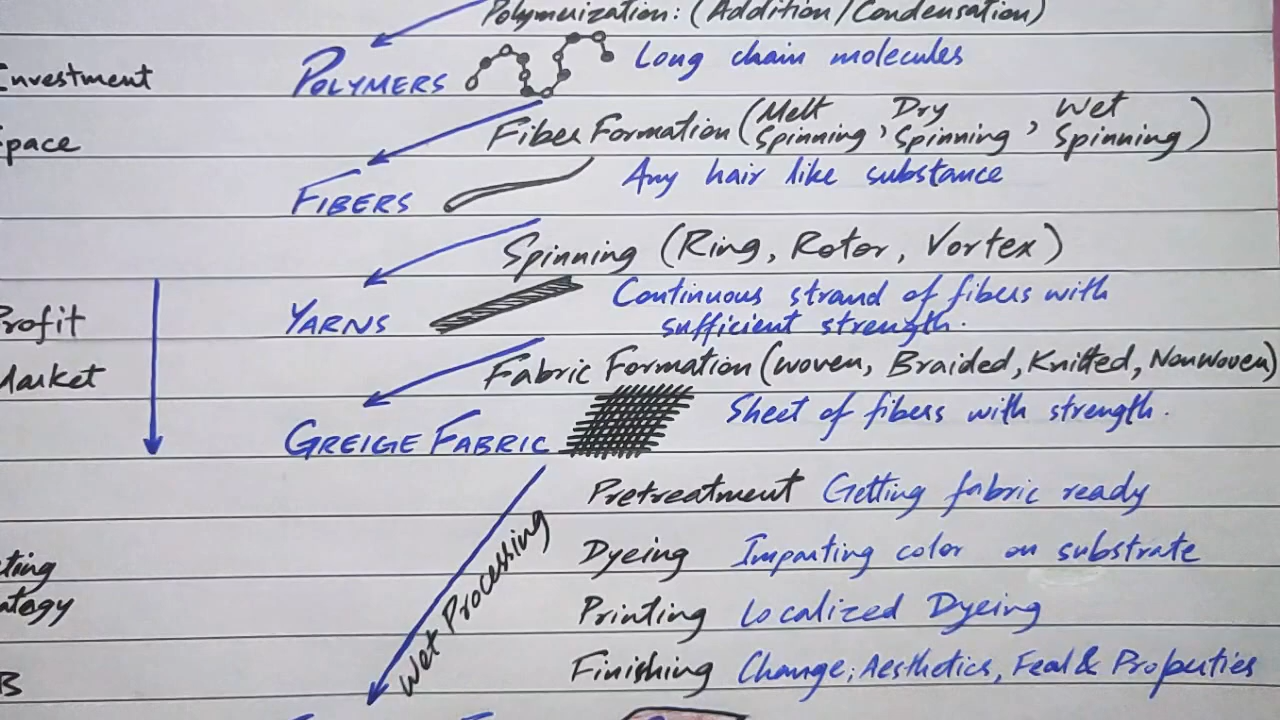 Polymerization: (Addition/Condensation)
Investment
POLYMERS Long chain molecules
Space
Fiber Formation (Melt Spinning, Dry Spinning, Wet Spinning)
FIBERS Any hair like substance
Spinning (Ring, Rotor, Vortex)
Profit
YARNS Continuous strand of fibers with
sufficient strength.
Market
Fabric Formation (woven, Braided, Knitted, Nonwoven)
GREIGE FABRIC Sheet of fibers with strength.
Wet Processing
Pretreatment Getting fabric ready
Dyeing Imparting color on substrate
Printing Localized Dyeing
Finishing Change; Aesthetics, Feal & Properties